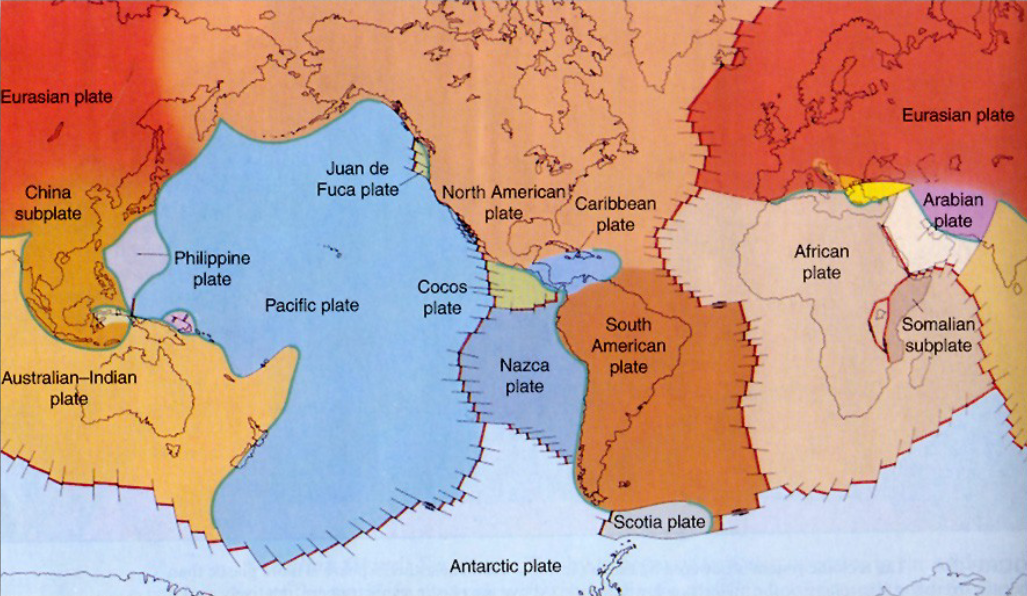 Eurasian plate
Eurasian plate
China
subplate
Juan de
Fuca plate
North American
plate
Caribbean
plate
Arabian
plate
Philippine
plate
African
plate
Pacific plate
Cocos
plate
South
American
plate
Somalian
subplate
Nazca
plate
Australian–Indian
plate
Scotia plate
Antarctic plate